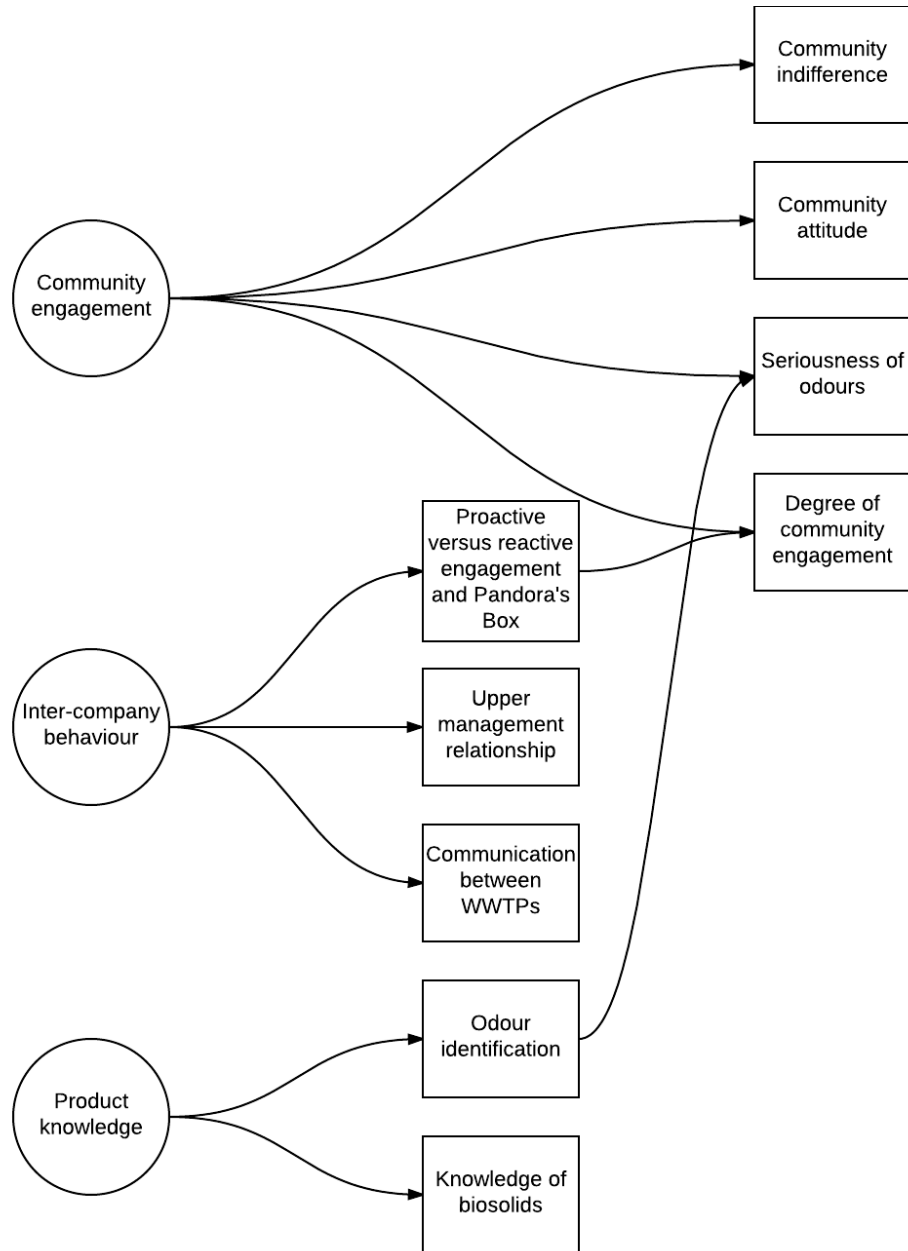 Community
indifference
Community
attitude
Community
engagement
Seriousness of
odours
Degree of
community
engagement
Proactive
versus reactive
engagement
and Pandora's
Box
Inter-company
behaviour
Upper
management
relationship
Communication
between
WWTPs
Odour
identification
Product
knowledge
Knowledge of
biosolids